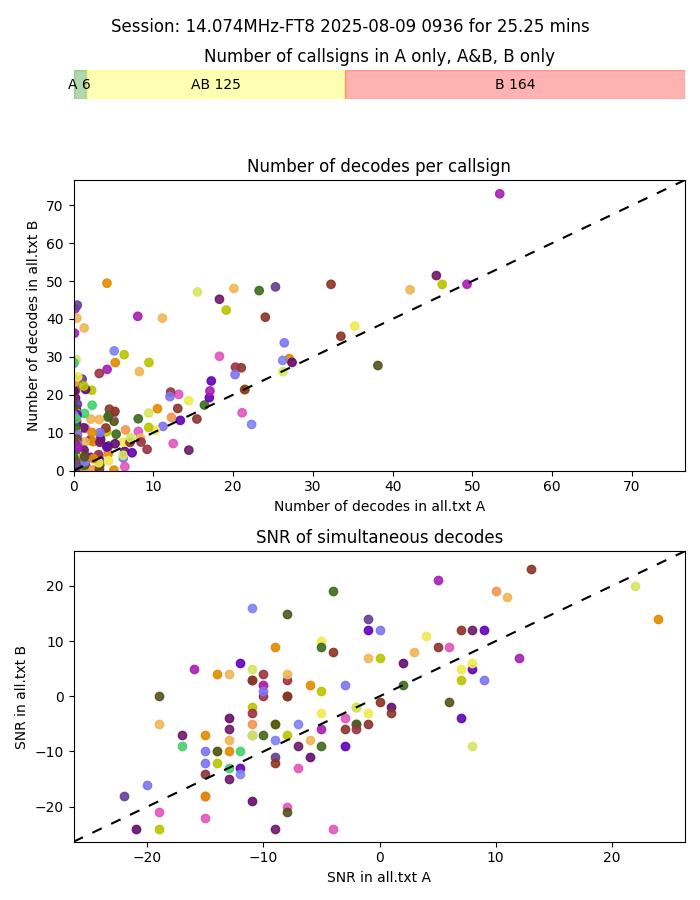 Session: 14.074MHz-FT8 2025-08-09 0936 for 25.25 mins
Number of callsigns in A only, A&B, B only
A 6 AB 125 B 164
Number of decodes per callsign
70
60
50
40
30
20
10
0
Number of decodes in all.txt B
0 10 20 30 40 50 60 70
Number of decodes in all.txt A
SNR of simultaneous decodes
20
10
0
−10
−20
SNR in all.txt B
−20 −10 0 10 20
SNR in all.txt A